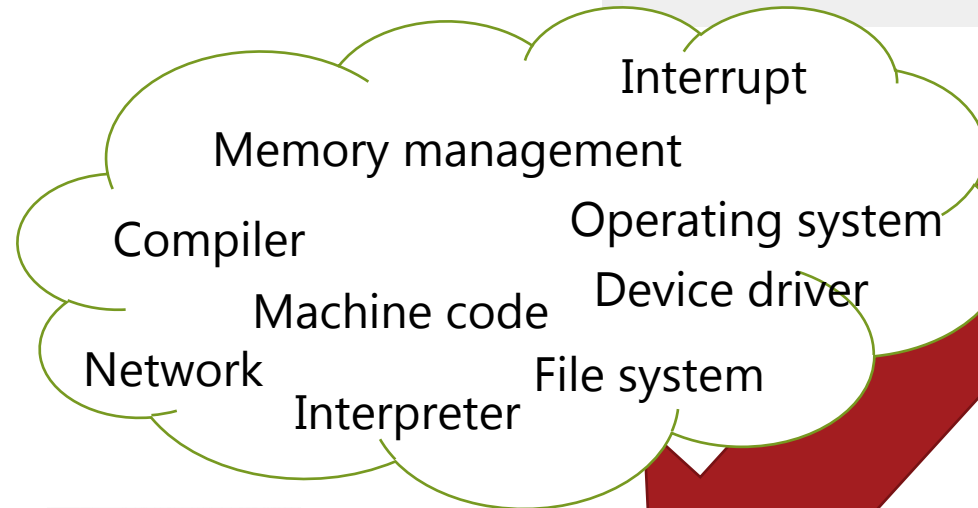 Interrupt
Memory management
Operating system
Compiler
Device driver
Machine code
Network
File system
Interpreter